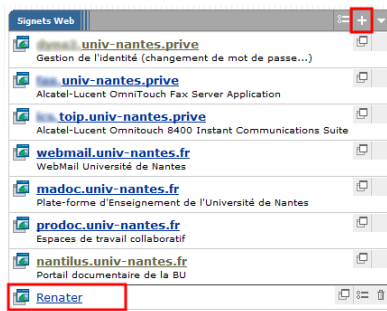 Signets Web
.univ-nantes.prive
Gestion de l'identité (changement de mot de passe...)
.univ-nantes.prive
Alcatel-Lucent OmniTouch Fax Server Application
.toip.univ-nantes.prive
Alcatel-Lucent Omnitouch 8400 Instant Communications Suite
webmail.univ-nantes.fr
WebMail Université de Nantes
madoc.univ-nantes.fr
Plate-forme d'Enseignement de l'Université de Nantes
prodoc.univ-nantes.fr
Espaces de travail collaboratif
nantilus.univ-nantes.fr
Portail documentaire de la BU
Renater